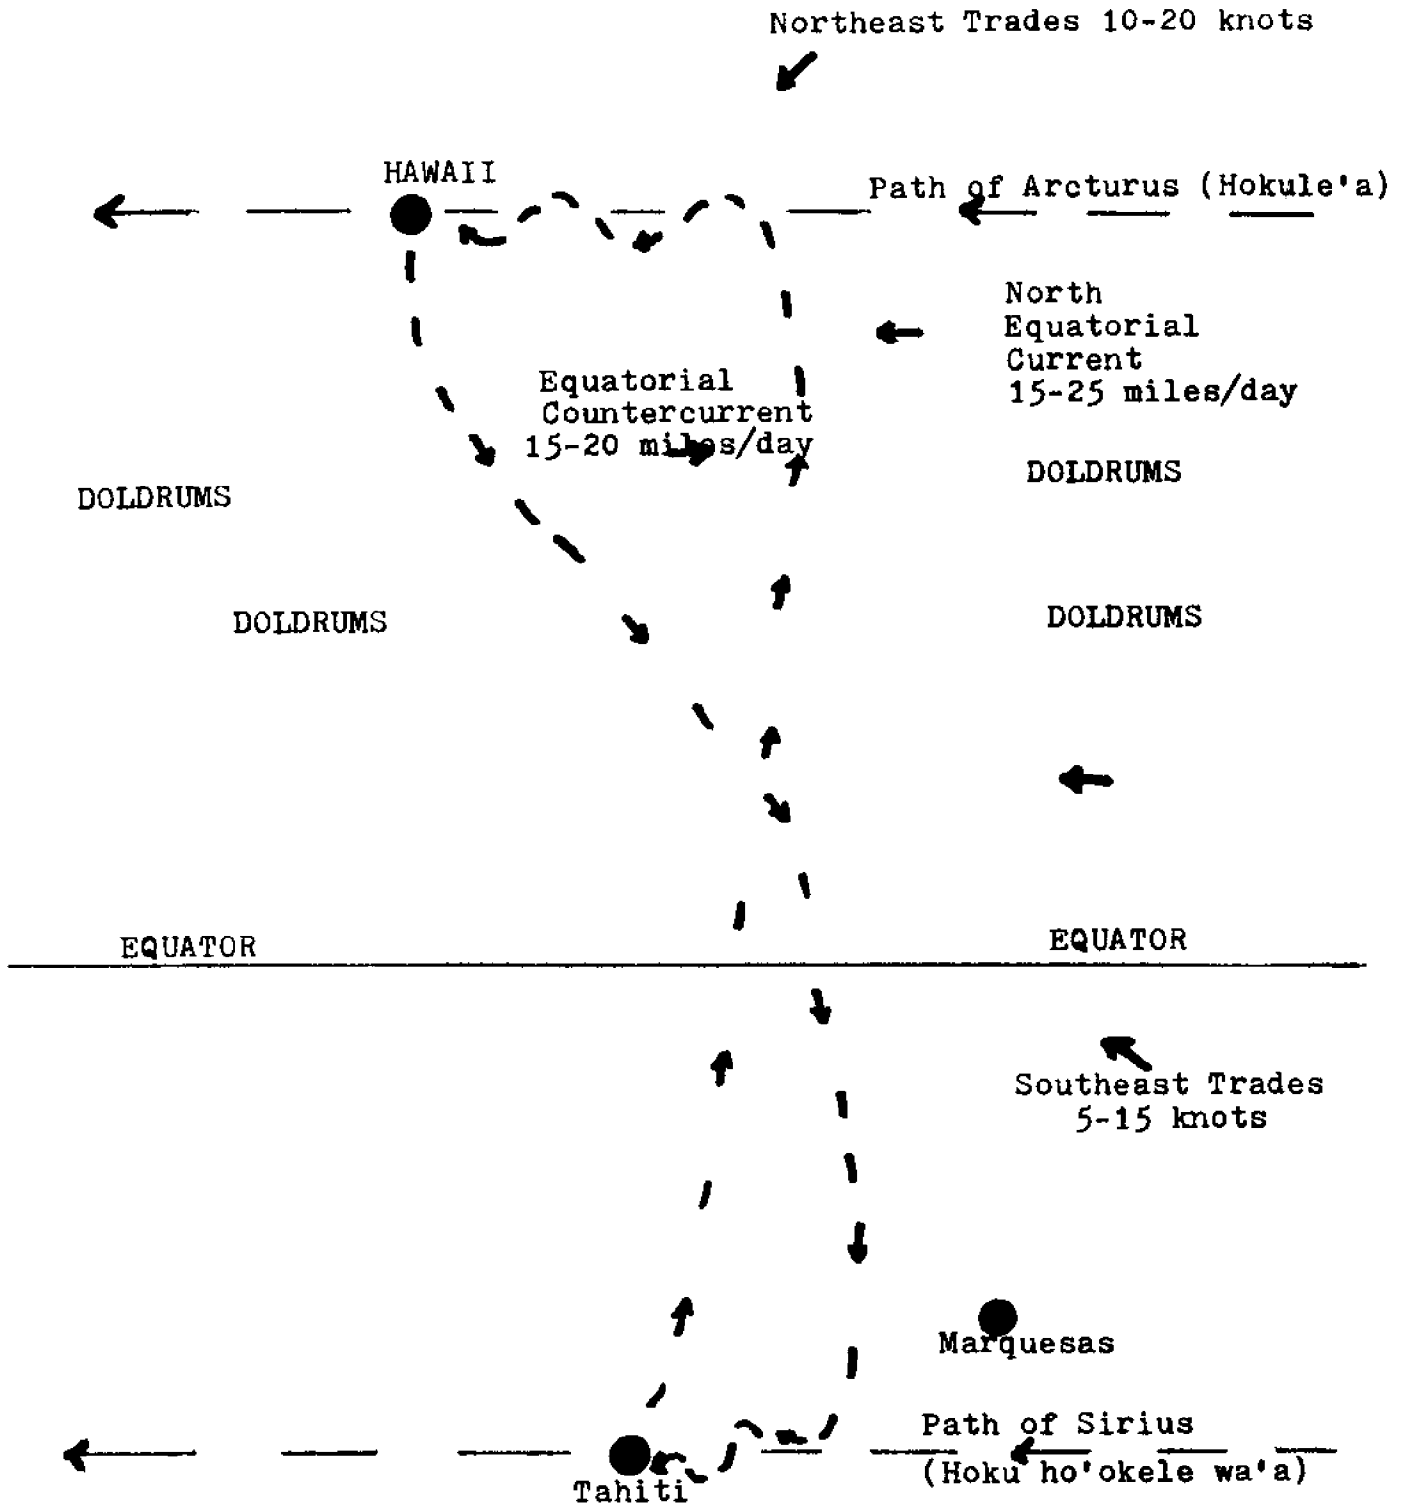 Northeast Trades 10-20 knots
HAWAII
Path of Arcturus (Hokule'a)
North
Equatorial
Current
15-25 miles/day
Equatorial
Countercurrent
15-20 miles/day
DOLDRUMS
DOLDRUMS
DOLDRUMS
DOLDRUMS
EQUATOR
EQUATOR
Southeast Trades
5-15 knots
Marquesas
Path of Sirius
(Hoku ho'okele wa'a)
Tahiti